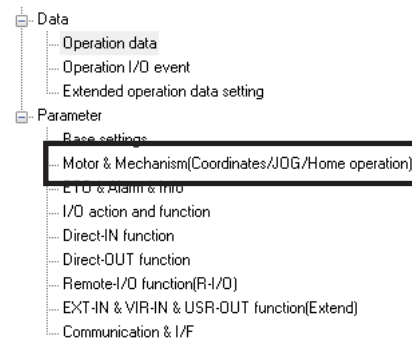 Data
Operation data
Operation I/O event
Extended operation data setting
Parameter
Base settings
Motor & Mechanism(Coordinates/JOG/Home operation)
ETO & Alarm & Info
I/O action and function
Direct-IN function
Direct-OUT function
Remote-I/O function(R-I/O)
EXT-IN & VIR-IN & USR-OUT function(Extend)
Communication & I/F